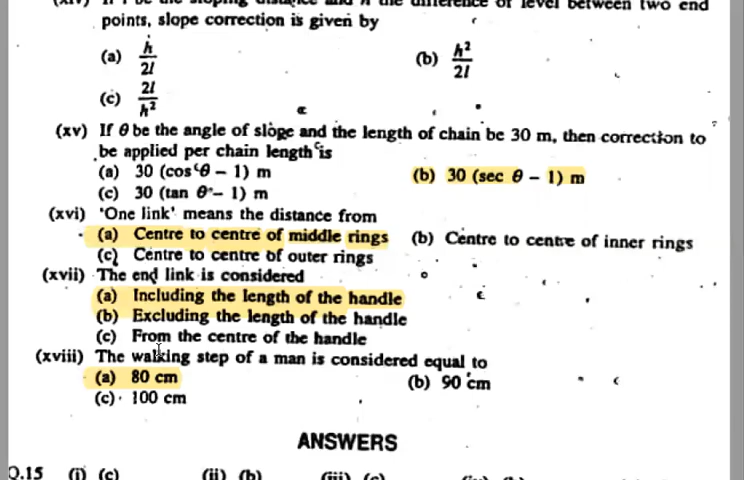 points, slope correction is given by
(a) h/2l (b) h²/2l
(c) 2l/h²
(xv) If θ be the angle of slope and the length of chain be 30 m, then correction to
be applied per chain length is
(a) 30 (cos θ – 1) m (b) 30 (sec θ – 1) m
(c) 30 (tan θ – 1) m
(xvi) 'One link' means the distance from
(a) Centre to centre of middle rings (b) Centre to centre of inner rings
(c) Centre to centre of outer rings
(xvii) The end link is considered
(a) Including the length of the handle
(b) Excluding the length of the handle
(c) From the centre of the handle
(xviii) The walking step of a man is considered equal to
(a) 80 cm (b) 90 cm
(c) 100 cm
ANSWERS
Q.15 (i) (c) (ii) (b)